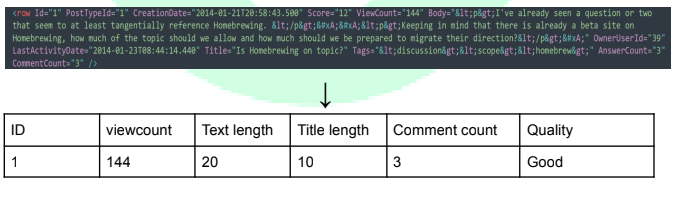 <row Id="1" PostTypeId="1" CreationDate="2014-01-21T20:58:43.500" Score="12" ViewCount="144" Body="&lt;p&gt;I've already seen a question or two
that seem to at least tangentially reference Homebrewing. &lt;/p&gt;&#xA;&#xA;&lt;p&gt;Keeping in mind that there is already a beta site on
Homebrewing, how much of the topic should we allow and how much should we be prepared to migrate their direction?&lt;/p&gt;&#xA;" OwnerUserId="39"
LastActivityDate="2014-01-23T08:44:14.440" Title="Is Homebrewing on topic?" Tags="&lt;discussion&gt;&lt;scope&gt;&lt;homebrew&gt;" AnswerCount="3"
CommentCount="3" />
ID viewcount Text length Title length Comment count Quality
1 144 20 10 3 Good